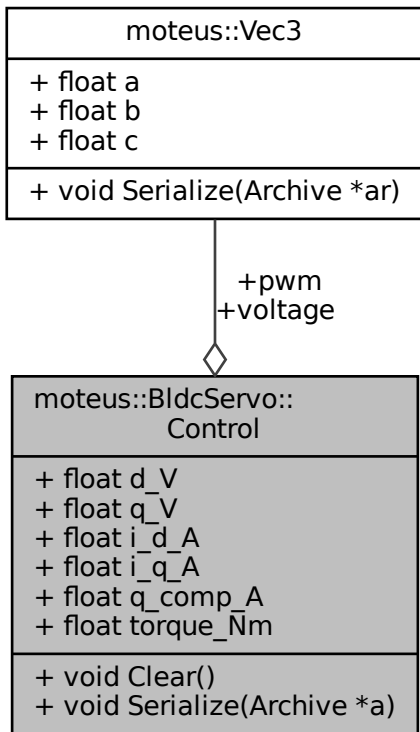 moteus::Vec3
+ float a
+ float b
+ float c
+ void Serialize(Archive *ar)
+pwm
+voltage
moteus::BldcServo::
Control
+ float d_V
+ float q_V
+ float i_d_A
+ float i_q_A
+ float q_comp_A
+ float torque_Nm
+ void Clear()
+ void Serialize(Archive *a)